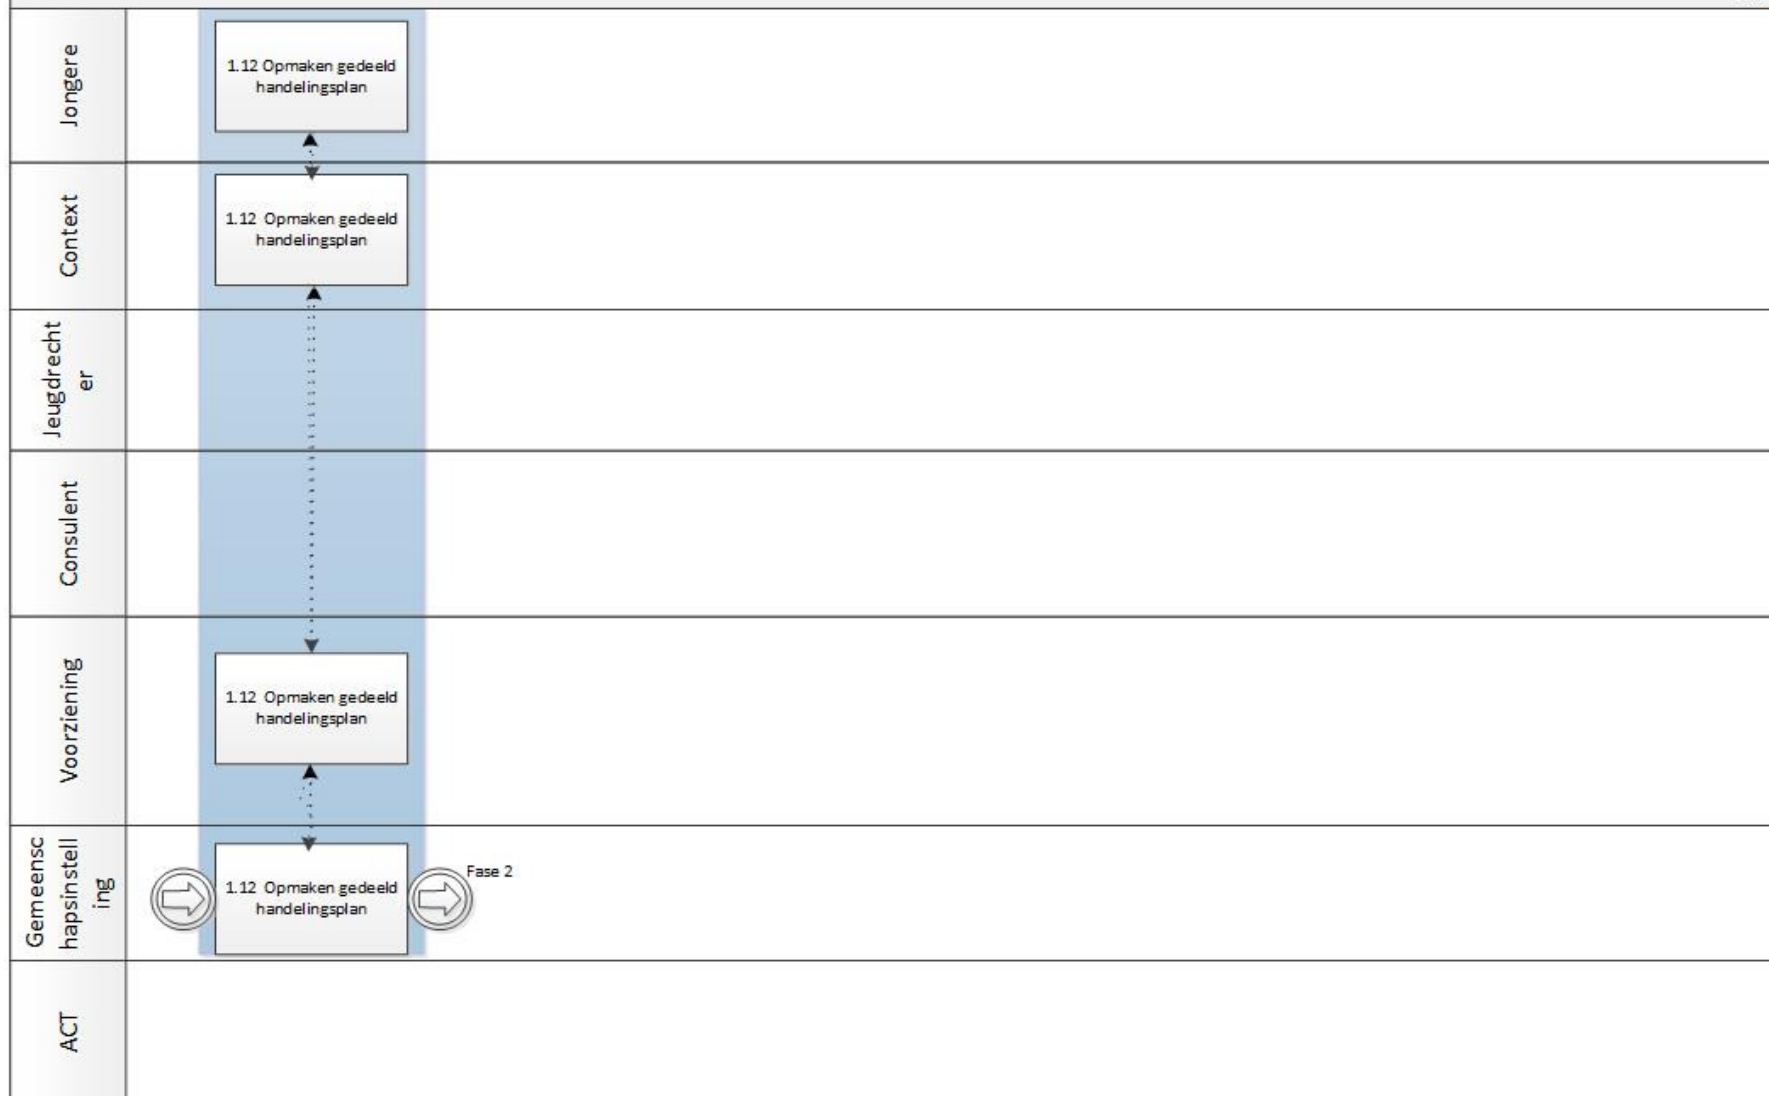 Jongere
1.12 Opmaken gedeeld
handelingsplan
Context
1.12 Opmaken gedeeld
handelingsplan
Jeugdrecht
er
Consulent
Voorziening
1.12 Opmaken gedeeld
handelingsplan
Gemeensc
hapsinstell
ing
1.12 Opmaken gedeeld
handelingsplan
Fase 2
ACT